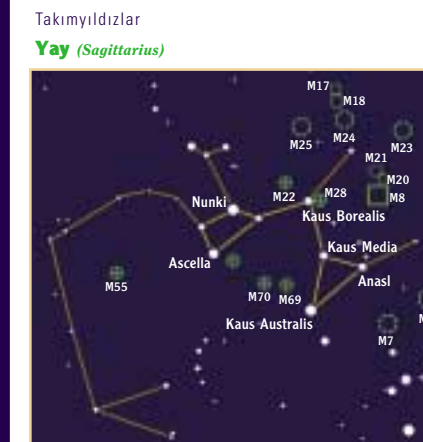 Takımyıldızlar
Yay (Sagittarius)
M17
M18
M24
M25
M23
M21
M20
M22
M28
M8
Nunki
Kaus Borealis
Kaus Media
Ascella
Anasl
M55
M70
M69
Kaus Australis
M7